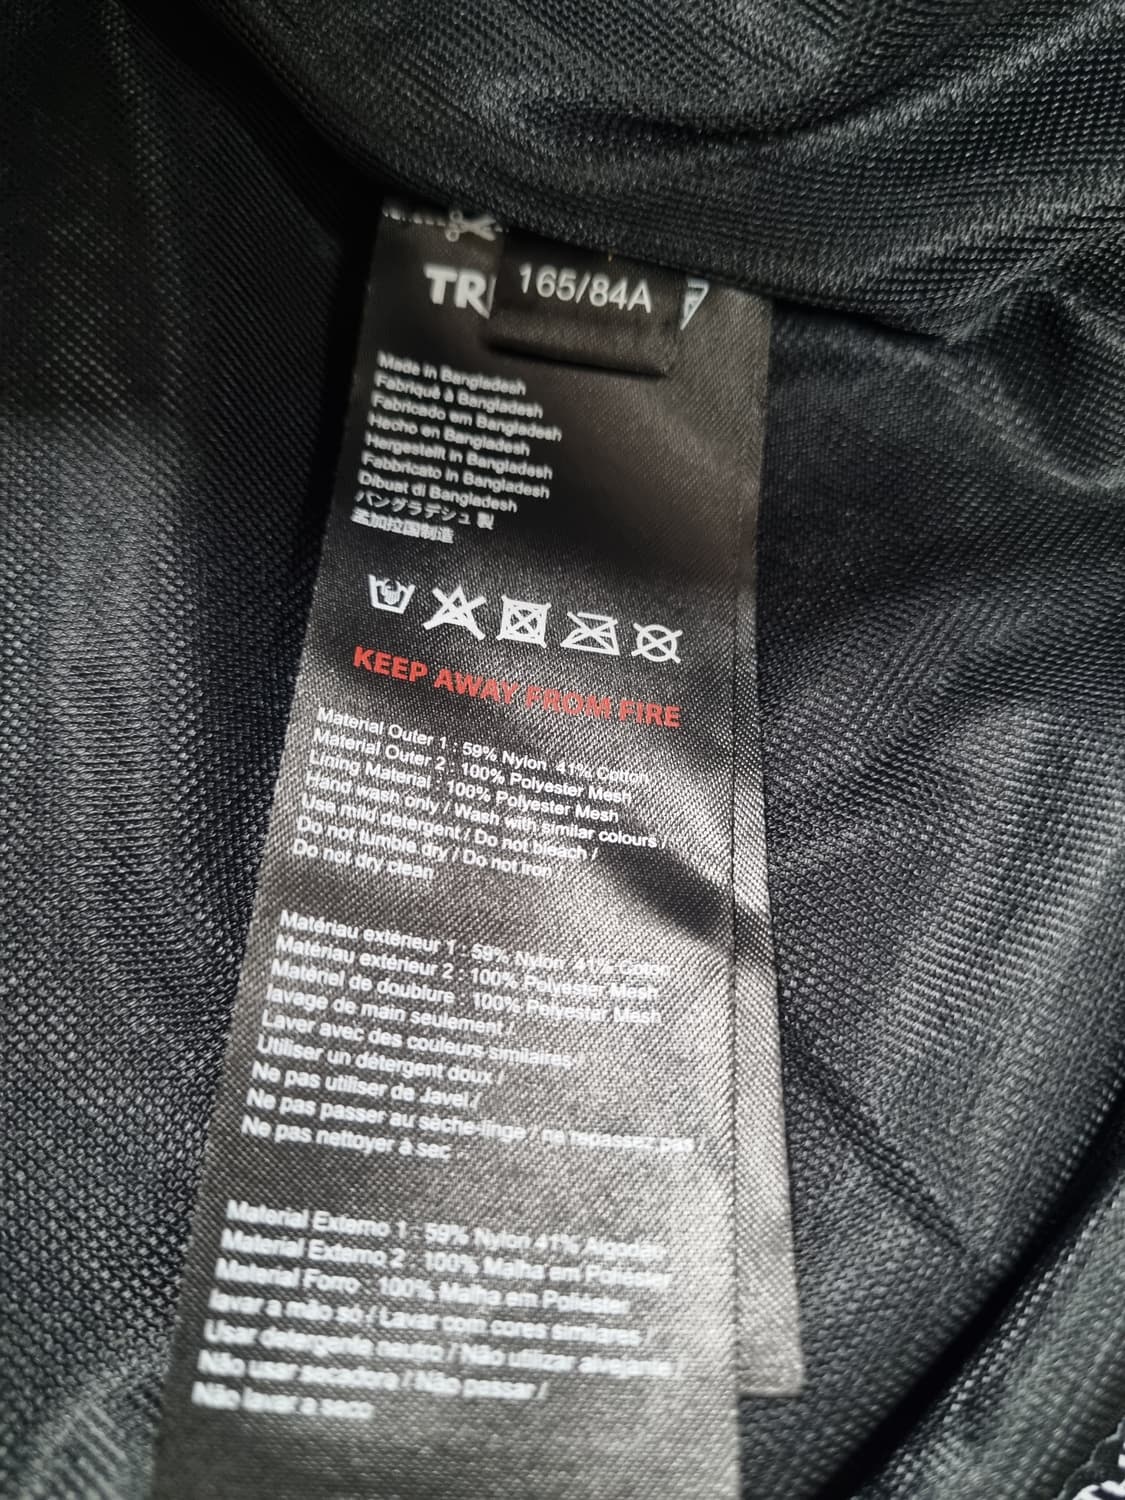 TR
165/84A
Made in Bangladesh
Fabriqué à Bangladesh
Fabricado em Bangladesh
Hecho en Bangladesh
Hergestellt in Bangladesh
Fabbricato in Bangladesh
Dibuat di Bangladesh
バングラデシュ 製
孟加拉国制造
KEEP AWAY FROM FIRE
Material Outer 1 : 59% Nylon 41% Cotton
Material Outer 2 : 100% Polyester Mesh
Lining Material : 100% Polyester Mesh
Hand wash only / Wash with similar colours /
Use mild detergent / Do not bleach /
Do not tumble dry / Do not iron
Do not dry clean
Matériau extérieur 1 : 59% Nylon 41% Coton
Matériau extérieur 2 : 100% Polyester Mesh
Matériel de doublure 100% Polyester Mesh
lavage de main seulement /
Laver avec des couleurs similaires /
Utiliser un détergent doux /
Ne pas utiliser de Javel /
Ne pas passer au sèche-linge / ne repassez pas /
Ne pas nettoyer à sec
Material Externo 1 : 59% Nylon 41% Algodão
Material Externo 2 : 100% Malha em Poliéster
Material Forro : 100% Malha em Poliéster
lavar a mão só / Lavar com cores similares /
Usar detergente neutro / Não utilizar alvejante /
Não usar secadora / Não passar /
Não lavar a seco